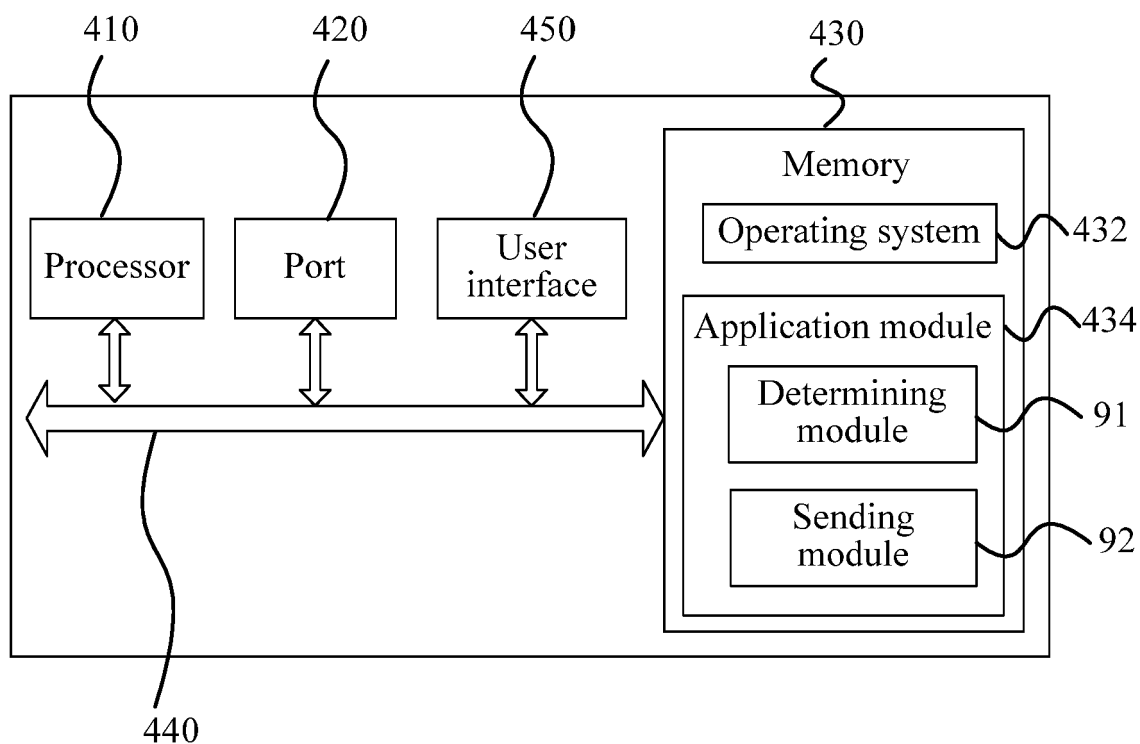 410
420
450
430
Memory
Operating system
432
Processor
Port
User
interface
Application module
434
Determining
module
91
Sending
module
92
440